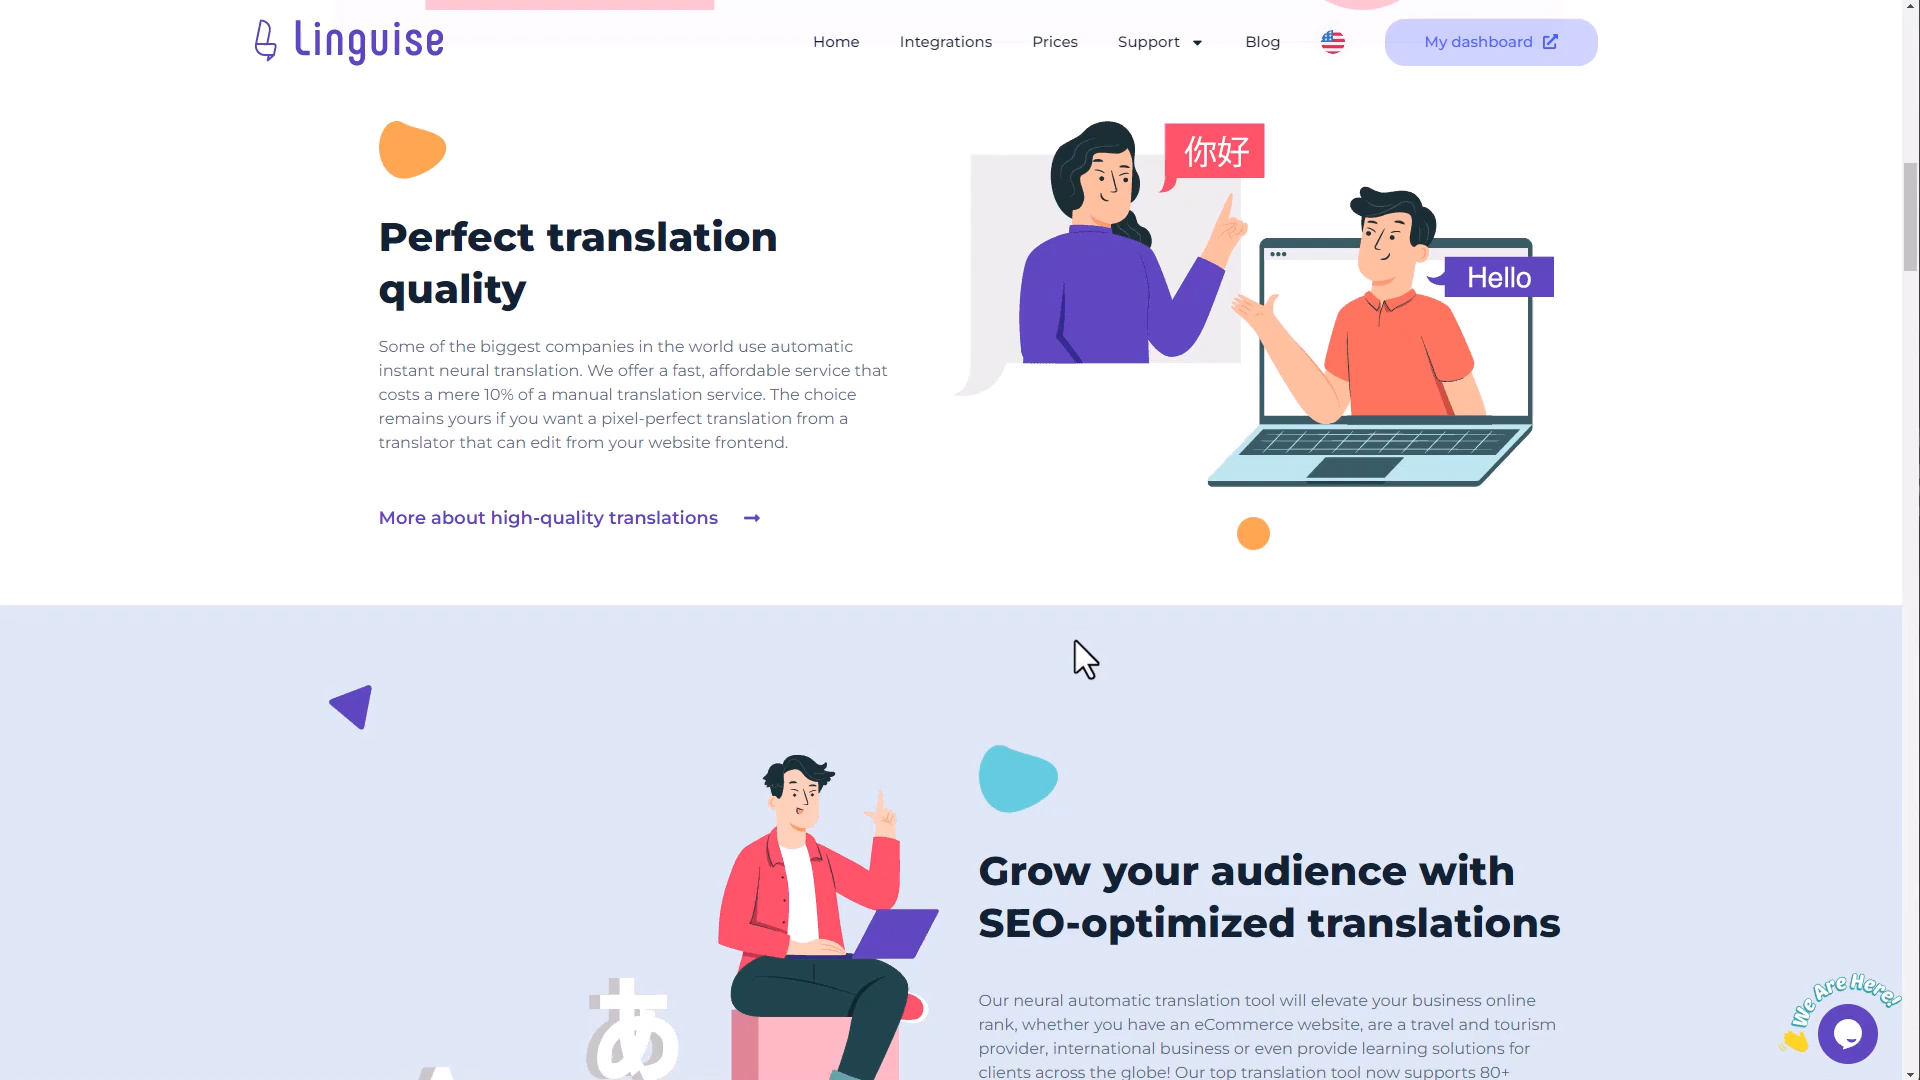 Linguise
Home
Integrations
Prices
Support
Blog
My dashboard
你好
Hello
Perfect translation
quality
Some of the biggest companies in the world use automatic
instant neural translation. We offer a fast, affordable service that
costs a mere 10% of a manual translation service. The choice
remains yours if you want a pixel-perfect translation from a
translator that can edit from your website frontend.
More about high-quality translations
あ
Grow your audience with
SEO-optimized translations
Our neural automatic translation tool will elevate your business online
rank, whether you have an eCommerce website, are a travel and tourism
provider, international business or even provide learning solutions for
clients across the globe! Our top translation tool now supports 80+
We Are Here!